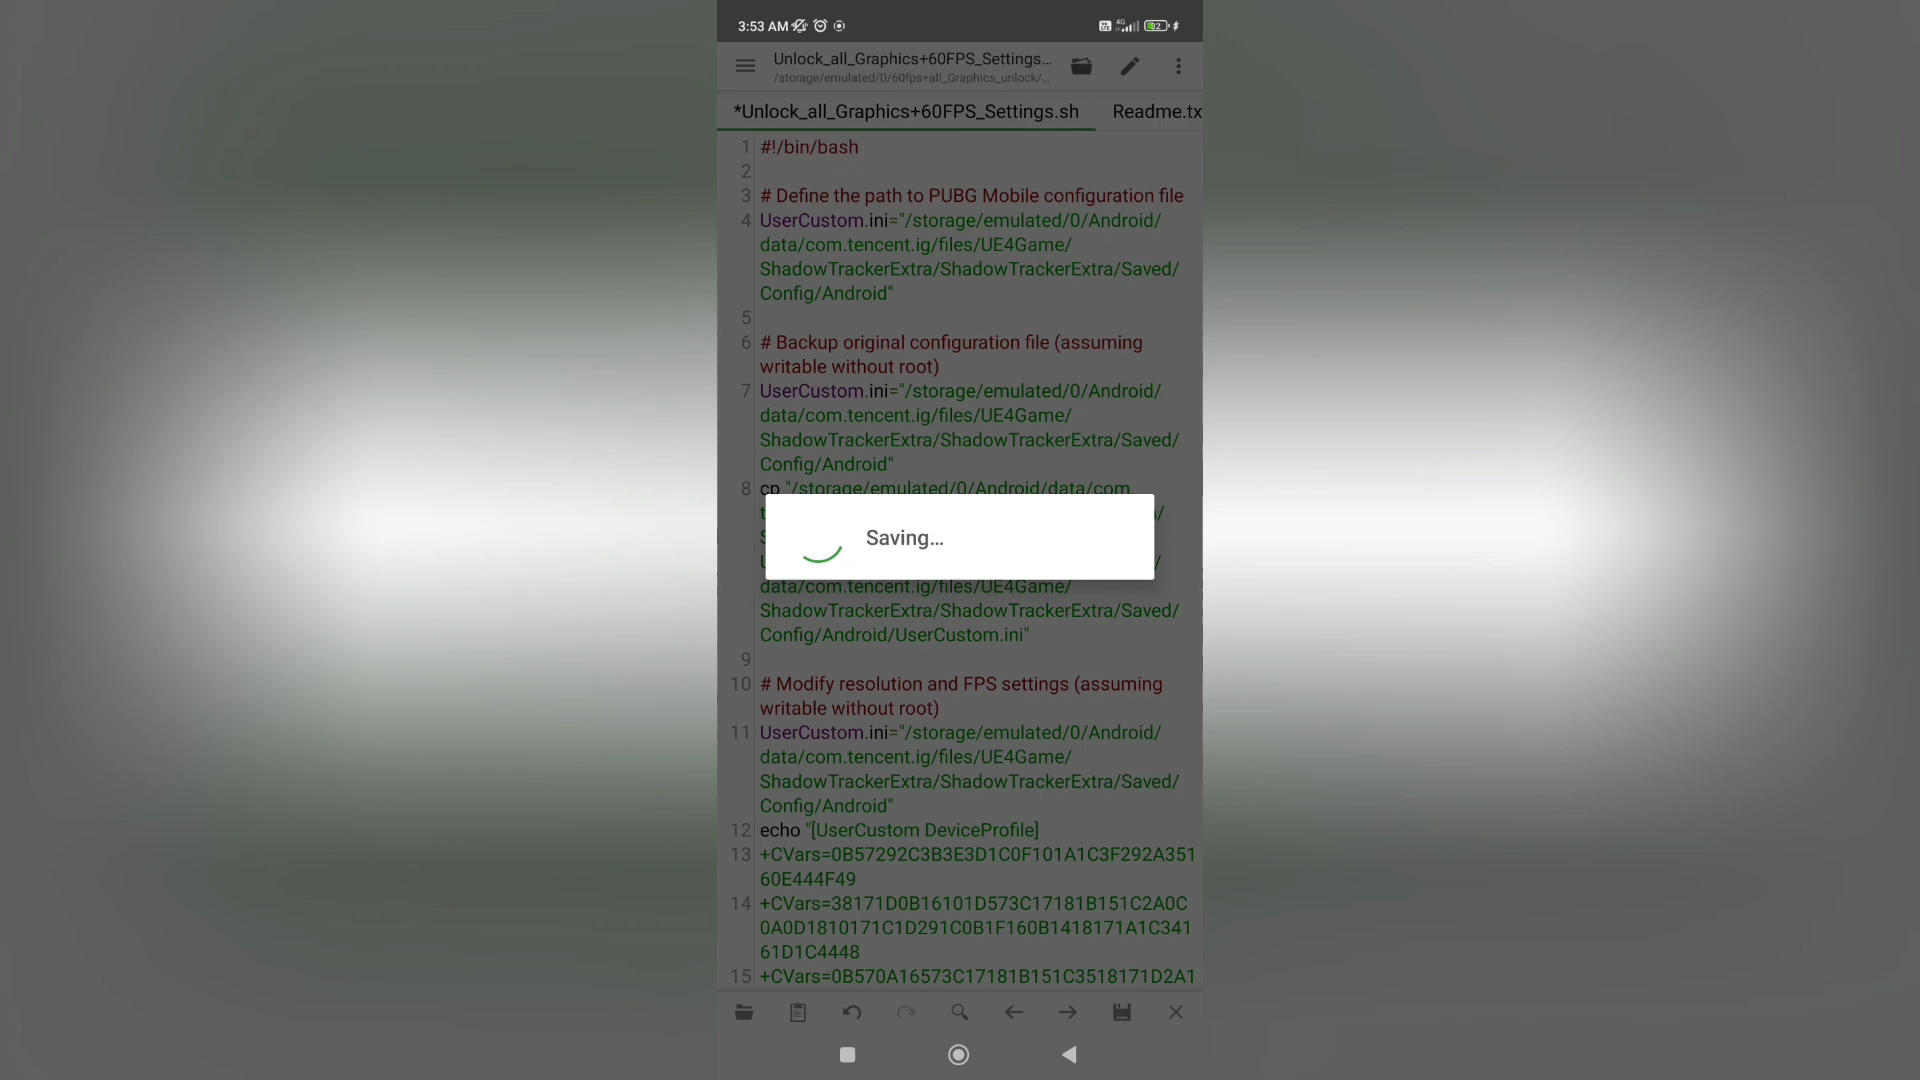 3:53 AM
4G
92
Unlock_all_Graphics+60FPS_Settings...
/storage/emulated/0/60fps+all_Graphics_unlock/...
*Unlock_all_Graphics+60FPS_Settings.sh Readme.tx
1 #!/bin/bash
2
3 # Define the path to PUBG Mobile configuration file
4 UserCustom.ini="/storage/emulated/0/Android/
data/com.tencent.ig/files/UE4Game/
ShadowTrackerExtra/ShadowTrackerExtra/Saved/
Config/Android"
5
6 # Backup original configuration file (assuming
writable without root)
7 UserCustom.ini="/storage/emulated/0/Android/
data/com.tencent.ig/files/UE4Game/
ShadowTrackerExtra/ShadowTrackerExtra/Saved/
Config/Android"
8 cp "/storage/emulated/0/Android/data/com.
Saving...
data/com.tencent.ig/files/UE4Game/
ShadowTrackerExtra/ShadowTrackerExtra/Saved/
Config/Android/UserCustom.ini"
9
10 # Modify resolution and FPS settings (assuming
writable without root)
11 UserCustom.ini="/storage/emulated/0/Android/
data/com.tencent.ig/files/UE4Game/
ShadowTrackerExtra/ShadowTrackerExtra/Saved/
Config/Android"
12 echo "[UserCustom DeviceProfile]
13 +CVars=0B57292C3B3E3D1C0F101A1C3F292A351
60E444F49
14 +CVars=38171D0B16101D573C17181B151C2A0C
0A0D1810171C1D291C0B1F160B1418171A1C341
61D1C4448
15 +CVars=0B570A16573C17181B151C3518171D2A1